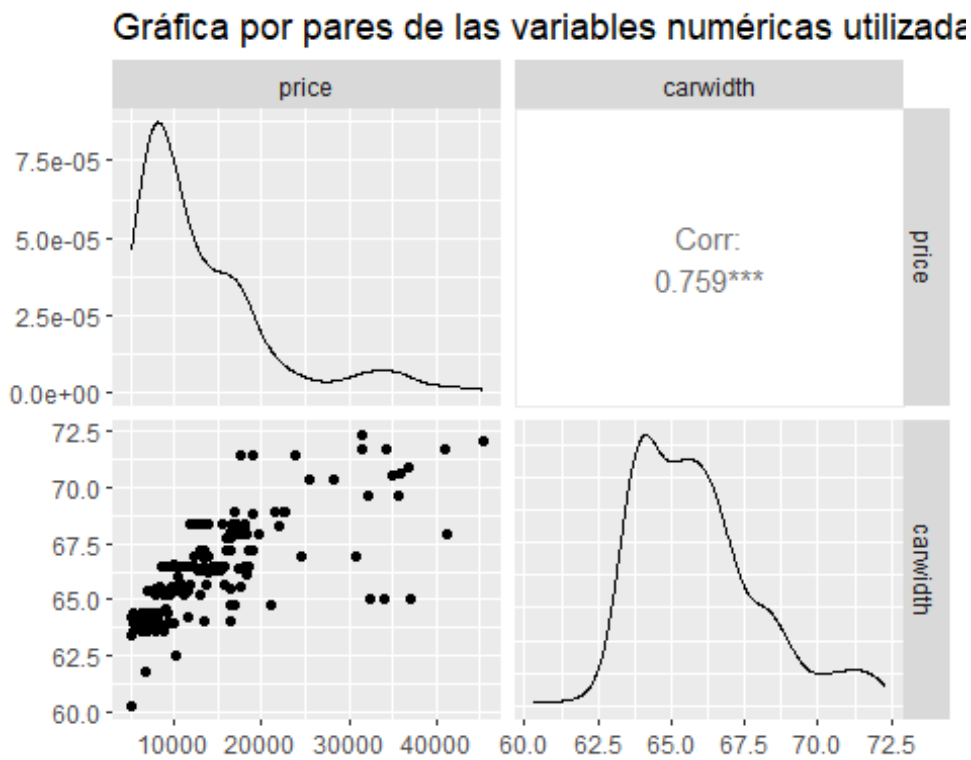 Gráfica por pares de las variables numéricas utilizada
price
carwidth
7.5e-05
5.0e-05
2.5e-05
0.0e+00
Corr:
0.759***
price
72.5
70.0
67.5
65.0
62.5
60.0
carwidth
10000 20000 30000 40000
60.0 62.5 65.0 67.5 70.0 72.5